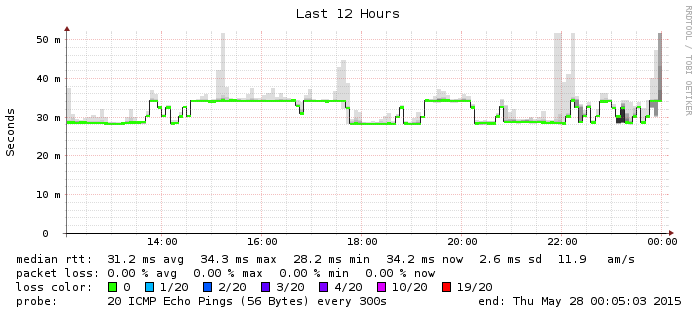 Last 12 Hours
RRDTOOL / TOBI OETIKER
Seconds
50 m
40 m
30 m
20 m
10 m
0
14:00 16:00 18:00 20:00 22:00 00:00
median rtt: 31.2 ms avg 34.3 ms max 28.2 ms min 34.2 ms now 2.6 ms sd 11.9 am/s
packet loss: 0.00 % avg 0.00 % max 0.00 % min 0.00 % now
loss color: 0 1/20 2/20 3/20 4/20 10/20 19/20
probe: 20 ICMP Echo Pings (56 Bytes) every 300s end: Thu May 28 00:05:03 2015